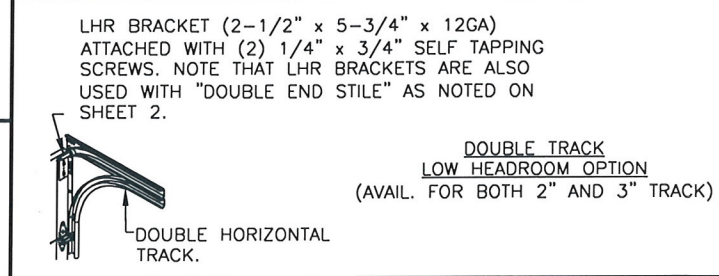 LHR BRACKET (2-1/2" x 5-3/4" x 12GA)
ATTACHED WITH (2) 1/4" x 3/4" SELF TAPPING
SCREWS. NOTE THAT LHR BRACKETS ARE ALSO
USED WITH "DOUBLE END STILE" AS NOTED ON
SHEET 2.
DOUBLE TRACK
LOW HEADROOM OPTION
(AVAIL. FOR BOTH 2" AND 3" TRACK)
DOUBLE HORIZONTAL
TRACK.